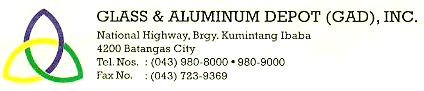 GLASS & ALUMINUM DEPOT (GAD), INC.
National Highway, Brgy. Kumintang Ibaba
4200 Batangas City
Tel. Nos. : (043) 980-8000 • 980-9000
Fax No. : (043) 723-9369